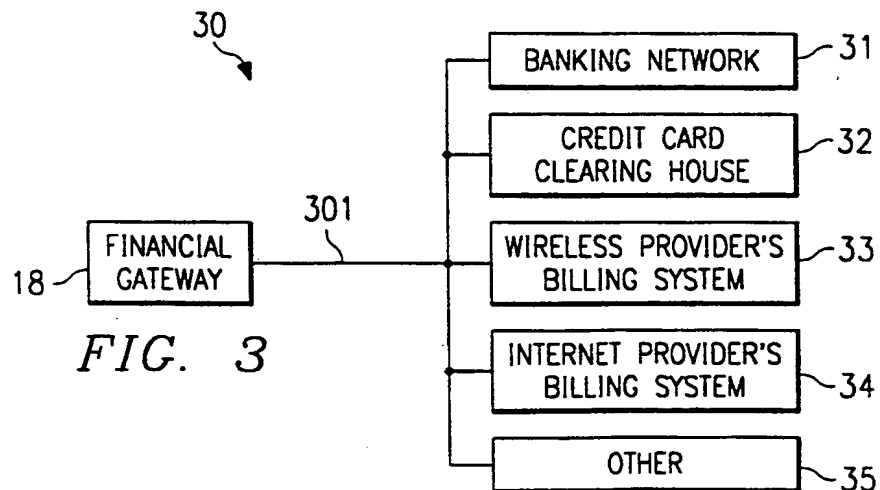 30
BANKING NETWORK
31
CREDIT CARD
CLEARING HOUSE
32
301
FINANCIAL
GATEWAY
18
WIRELESS PROVIDER'S
BILLING SYSTEM
33
FIG. 3
INTERNET PROVIDER'S
BILLING SYSTEM
34
OTHER
35